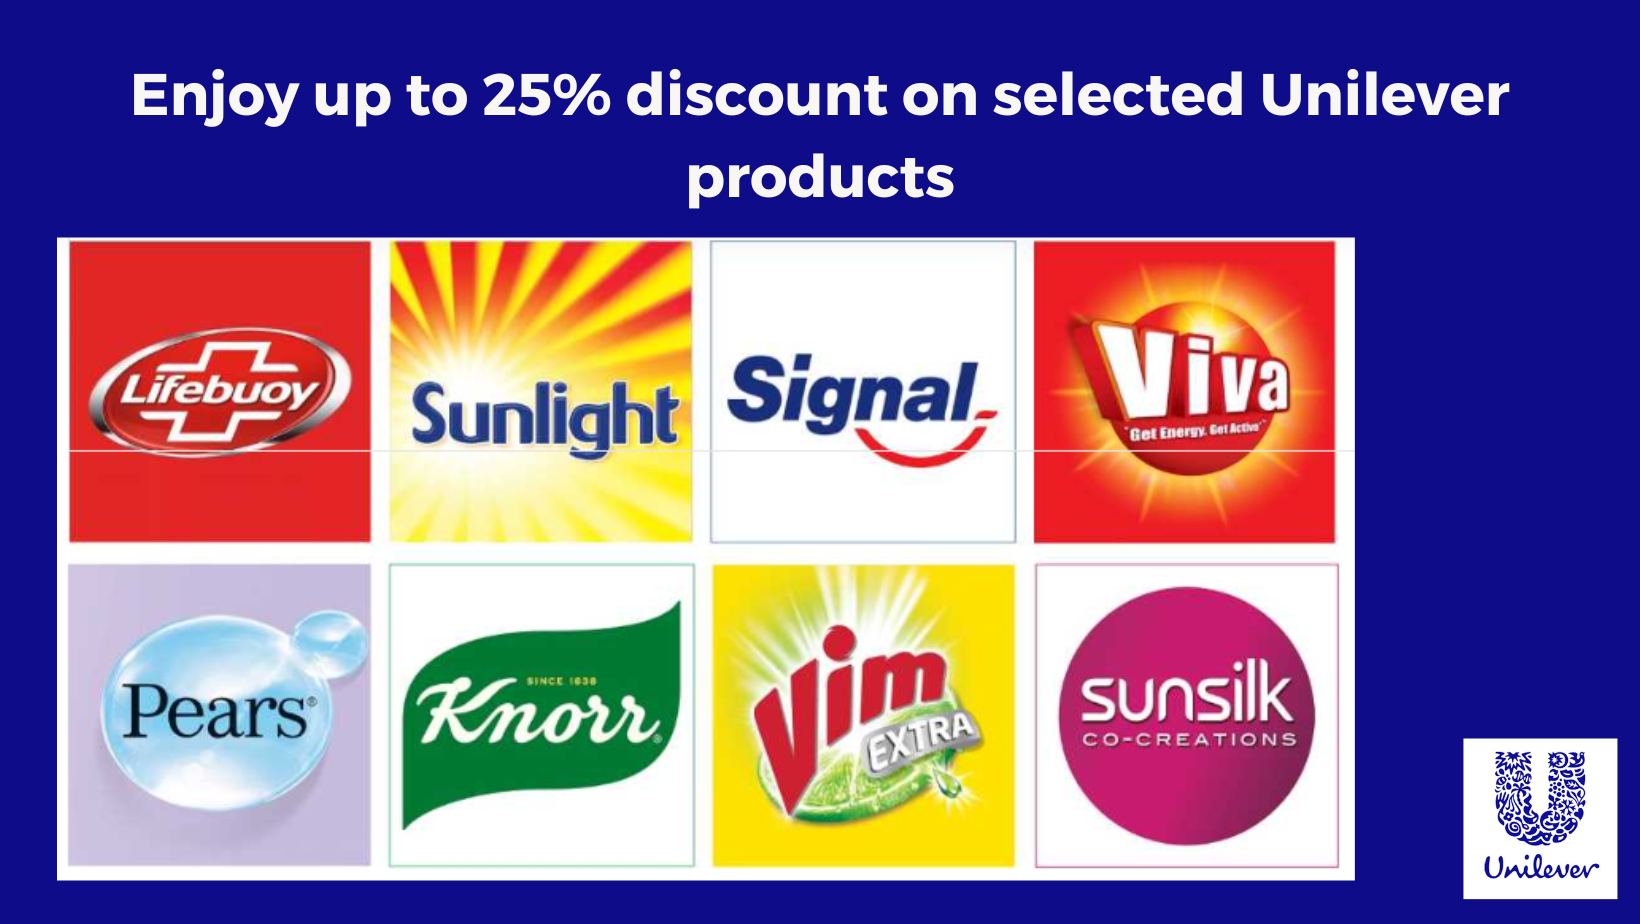 Enjoy up to 25% discount on selected Unilever
products
Lifebuoy
Sunlight
Signal
Viva
"Get Energy. Get Active"
Pears®
SINCE 1838
Knorr®
Vim
EXTRA
sunsilk
CO-CREATIONS
Unilever